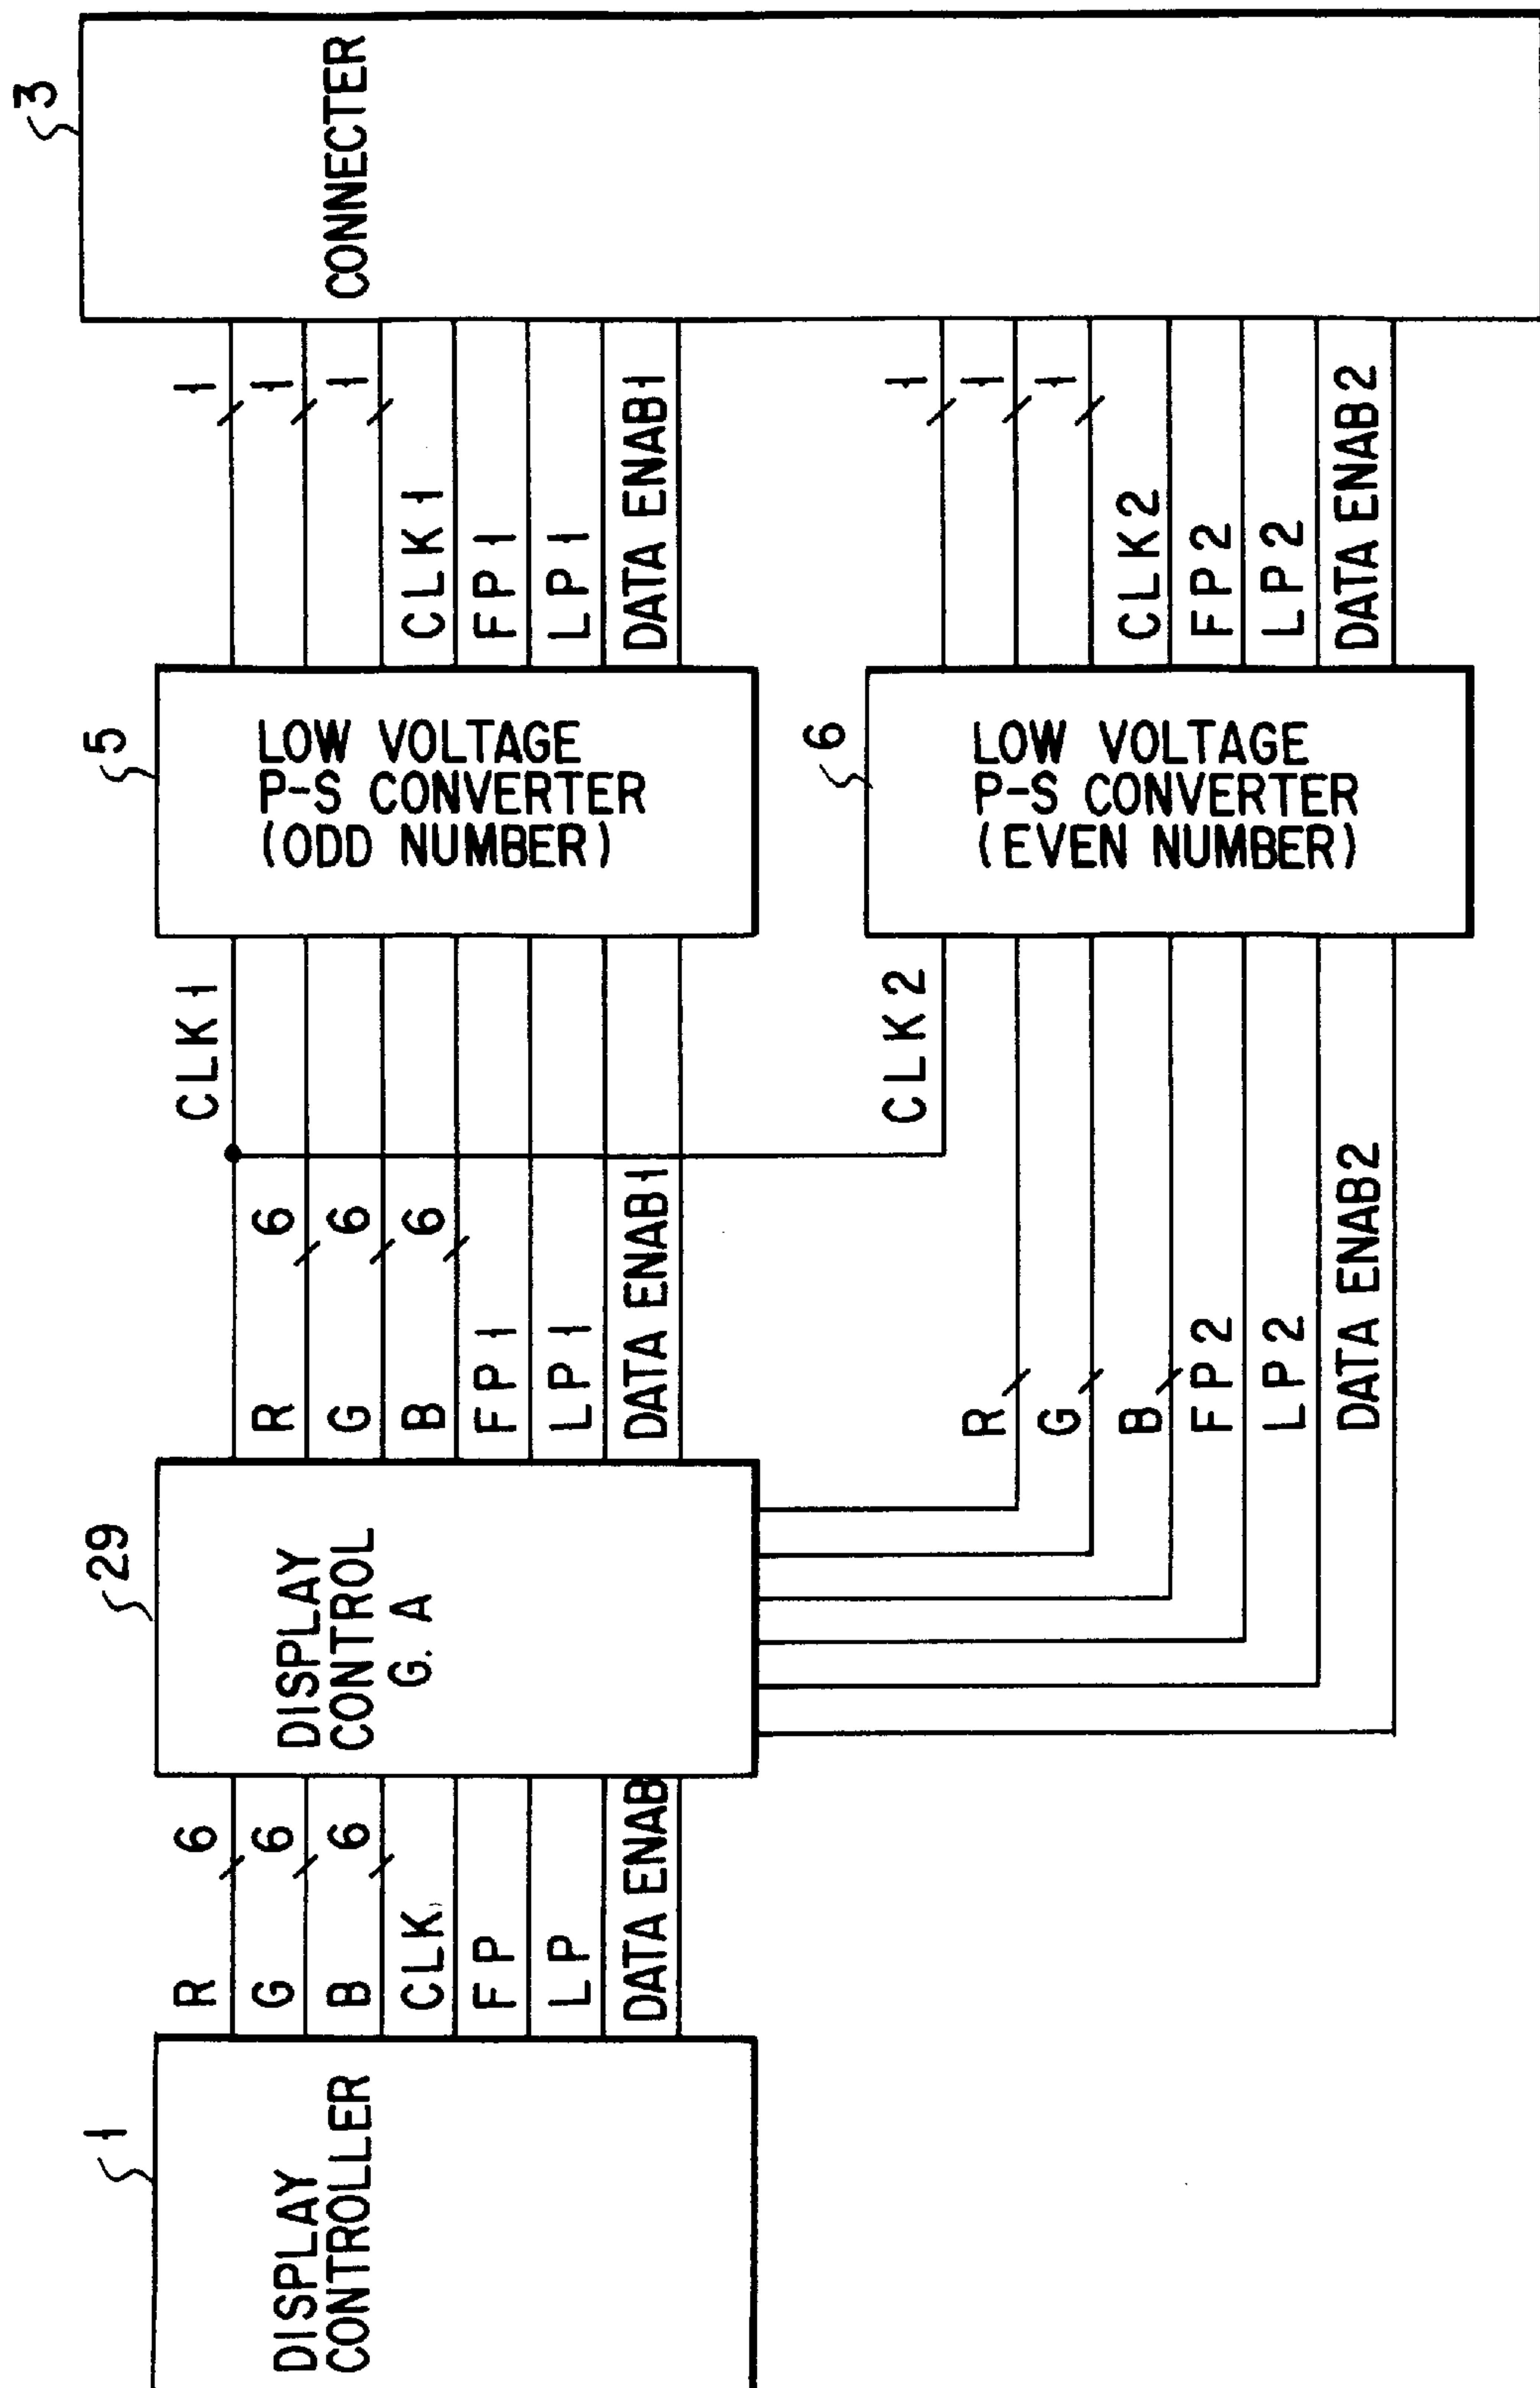 1
DISPLAY
CONTROLLER
R 6
G 6
B 6
CLK
FP
LP
DATA ENAB
29
DISPLAY
CONTROL
G. A
CLK1
R 6
G 6
B 6
FP1
LP1
DATA ENAB1
5
LOW VOLTAGE
P-S CONVERTER
(ODD NUMBER)
1
1
1
CLK1
FP1
LP1
DATA ENAB1
CLK2
R
G
B
FP2
LP2
DATA ENAB2
6
LOW VOLTAGE
P-S CONVERTER
(EVEN NUMBER)
1
1
1
CLK2
FP2
LP2
DATA ENAB2
3
CONNECTER